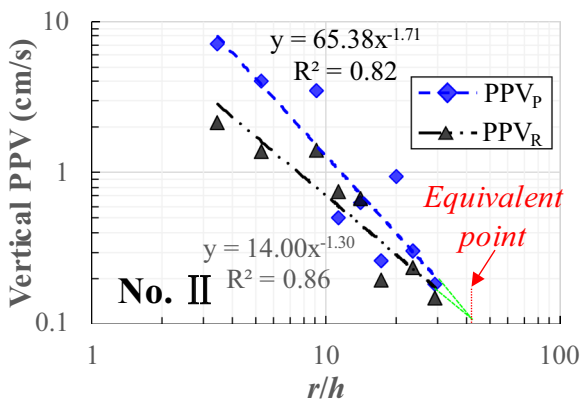 10
y = 65.38x-1.71
R² = 0.82
PPVP
PPVR
Vertical PPV (cm/s)
1
Equivalent
point
y = 14.00x-1.30
R² = 0.86
No. Ⅱ
0.1
1
10
100
r/h